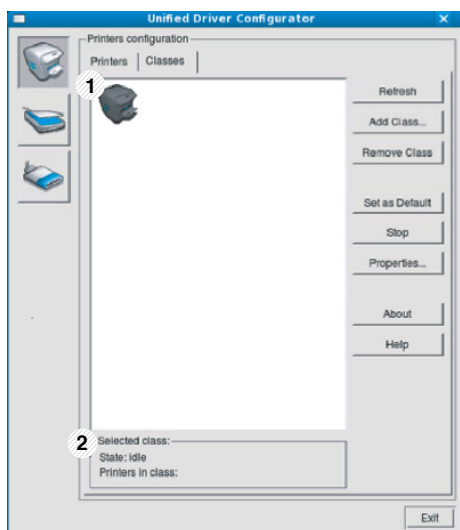 Unified Driver Configurator
Printers configuration
Printers
Classes
1
Refresh
Add Class...
Remove Class
Set as Default
Stop
Properties...
About
Help
2
Selected class:
State: idle
Printers in class:
Exit